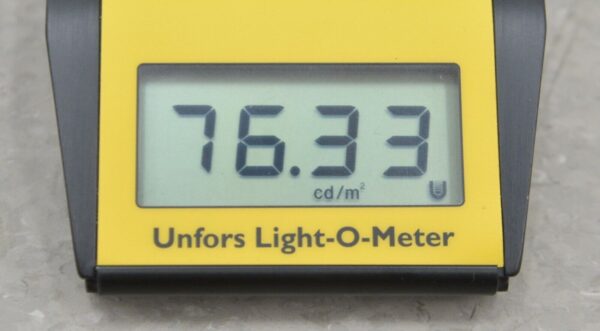 76.33
cd/m²
Unfors Light-O-Meter